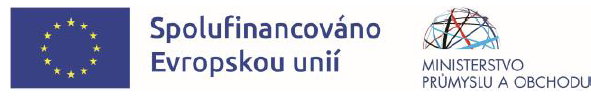 Spolufinancováno
Evropskou unií
MINISTERSTVO
PRŮMYSLU A OBCHODU